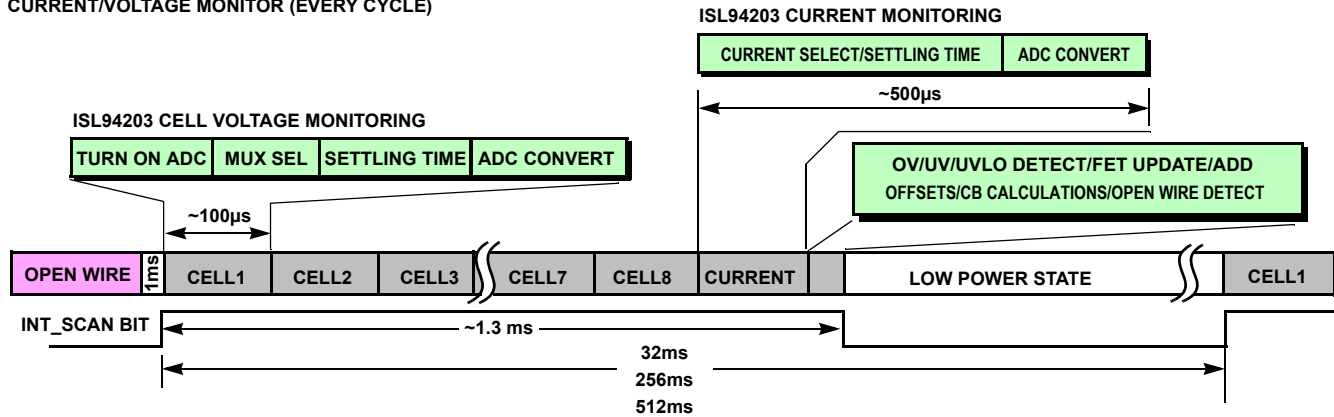 CURRENT/VOLTAGE MONITOR (EVERY CYCLE)
ISL94203 CURRENT MONITORING
CURRENT SELECT/SETTLING TIME
ADC CONVERT
~500µs
ISL94203 CELL VOLTAGE MONITORING
TURN ON ADC
MUX SEL
SETTLING TIME
ADC CONVERT
OV/UV/UVLO DETECT/FET UPDATE/ADD
OFFSETS/CB CALCULATIONS/OPEN WIRE DETECT
~100µs
OPEN WIRE
1ms
CELL1
CELL2
CELL3
CELL7
CELL8
CURRENT
LOW POWER STATE
CELL1
INT_SCAN BIT
~1.3 ms
32ms
256ms
512ms